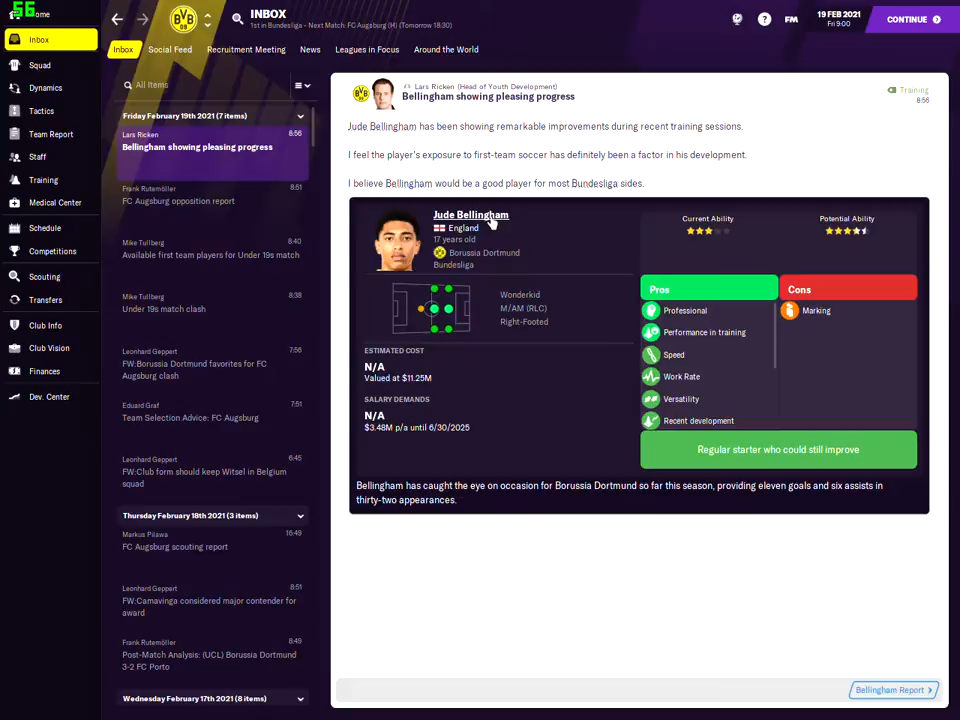 56
ome
BVB
09
INBOX
1st in Bundesliga - Next Match: FC Augsburg (H) (Tomorrow 18:30)
?
FM
19 FEB 2021
Fri 9:00
CONTINUE
Inbox
Social Feed
Recruitment Meeting
News
Leagues in Focus
Around the World
Inbox
Squad
Dynamics
Tactics
Team Report
Staff
Training
Medical Center
Schedule
Competitions
Scouting
Transfers
Club Info
Club Vision
Finances
Dev. Center
All Items
Friday February 19th 2021 (7 items)
Lars Ricken
8:56
Bellingham showing pleasing progress
Frank Rutemöller
8:51
FC Augsburg opposition report
Mike Tullberg
8:40
Available first team players for Under 19s match
Mike Tullberg
8:38
Under 19s match clash
Leonhard Geppert
7:56
FW:Borussia Dortmund favorites for FC
Augsburg clash
Eduard Graf
7:51
Team Selection Advice: FC Augsburg
Leonhard Geppert
6:45
FW:Club form should keep Witsel in Belgium
squad
Thursday February 18th 2021 (3 items)
Markus Pilawa
16:49
FC Augsburg scouting report
Leonhard Geppert
8:51
FW:Camavinga considered major contender for
award
Frank Rutemöller
8:49
Post-Match Analysis: (UCL) Borussia Dortmund
3-2 FC Porto
Wednesday February 17th 2021 (8 items)
Lars Ricken (Head of Youth Development)
Bellingham showing pleasing progress
Training
8:56
Jude Bellingham has been showing remarkable improvements during recent training sessions.
I feel the player's exposure to first-team soccer has definitely been a factor in his development.
I believe Bellingham would be a good player for most Bundesliga sides.
Jude Bellingham
England
17 years old
Borussia Dortmund
Bundesliga
Current Ability
Potential Ability
Wonderkid
M/AM (RLC)
Right-Footed
ESTIMATED COST
N/A
Valued at $11.25M
SALARY DEMANDS
N/A
$3.48M p/a until 6/30/2025
Pros
Professional
Performance in training
Speed
Work Rate
Versatility
Recent development
Cons
Marking
Regular starter who could still improve
Bellingham has caught the eye on occasion for Borussia Dortmund so far this season, providing eleven goals and six assists in
thirty-two appearances.
Bellingham Report